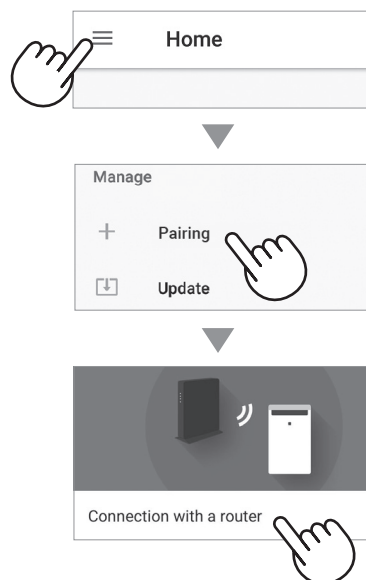 Home
Manage
Pairing
Update
Connection with a router